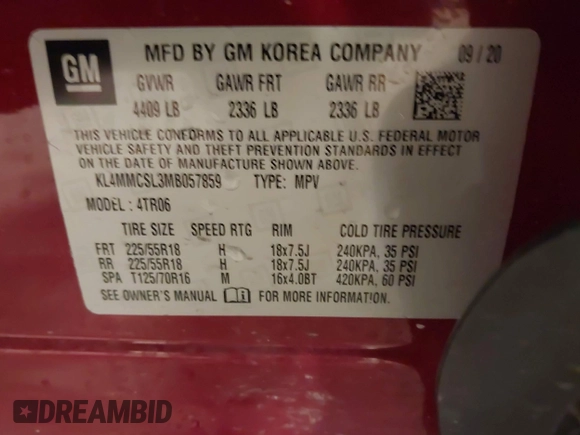 GM
MFD BY GM KOREA COMPANY 09/20
GVWR GAWR FRT GAWR RR
4409 LB 2336 LB 2336 LB
THIS VEHICLE CONFORMS TO ALL APPLICABLE U.S. FEDERAL MOTOR
VEHICLE SAFETY AND THEFT PREVENTION STANDARDS IN EFFECT ON
THE DATE OF MANUFACTURE SHOWN ABOVE.
KL4MMCSL3MB057859 TYPE: MPV
MODEL: 4TR06
TIRE SIZE SPEED RTG RIM COLD TIRE PRESSURE
FRT 225/55R18 H 18x7.5J 240KPA, 35 PSI
RR 225/55R18 H 18x7.5J 240KPA, 35 PSI
SPA T125/70R16 M 16x4.0BT 420KPA, 60 PSI
SEE OWNER'S MANUAL FOR MORE INFORMATION.
DREAMBID